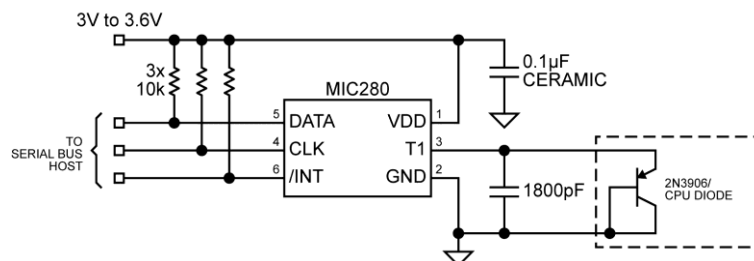 3V to 3.6V
3x
10k
0.1µF
CERAMIC
MIC280
TO
SERIAL BUS
HOST
5 DATA VDD 1
4 CLK T1 3
6 /INT GND 2
1800pF
2N3906/
CPU DIODE